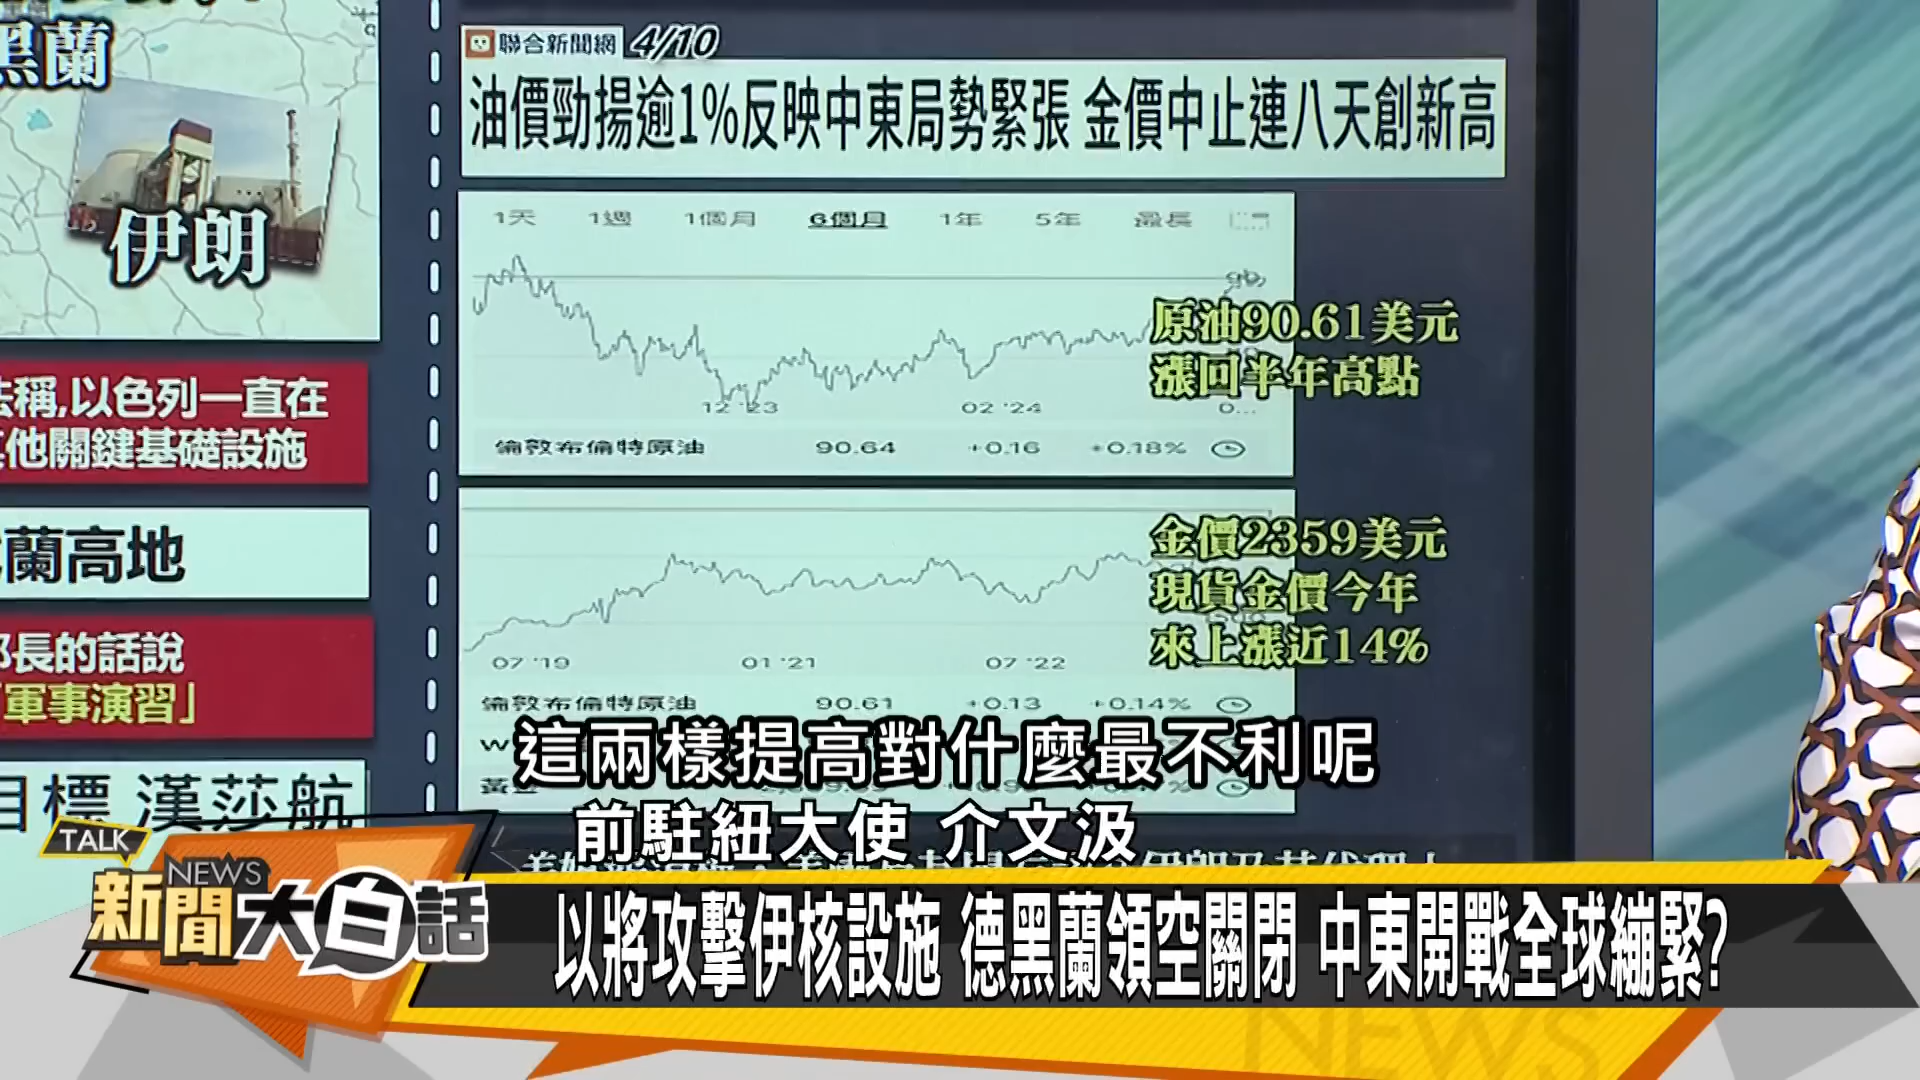 黑蘭
伊朗
法稱,以色列一直在
其他關鍵基礎設施
蘭高地
部長的話說
「軍事演習」
目標 漢莎航
聯合新聞網 4/10
油價勁揚逾1%反映中東局勢緊張 金價中止連八天創新高
1天 1週 1個月 6個月 1年 5年 最長
90
原油90.61美元
漲回半年高點
12 '23 02 '24 0...
倫敦布倫特原油 90.64 +0.16 +0.18%
金價2359美元
現貨金價今年
來上漲近14%
07 '19 01 '21 07 '22
倫敦布倫特原油 90.61 +0.13 +0.14%
這兩樣提高對什麼最不利呢
前駐紐大使 介文汲
TALK
NEWS
新聞大白話
以將攻擊伊核設施 德黑蘭領空關閉 中東開戰全球繃緊?
NEWS